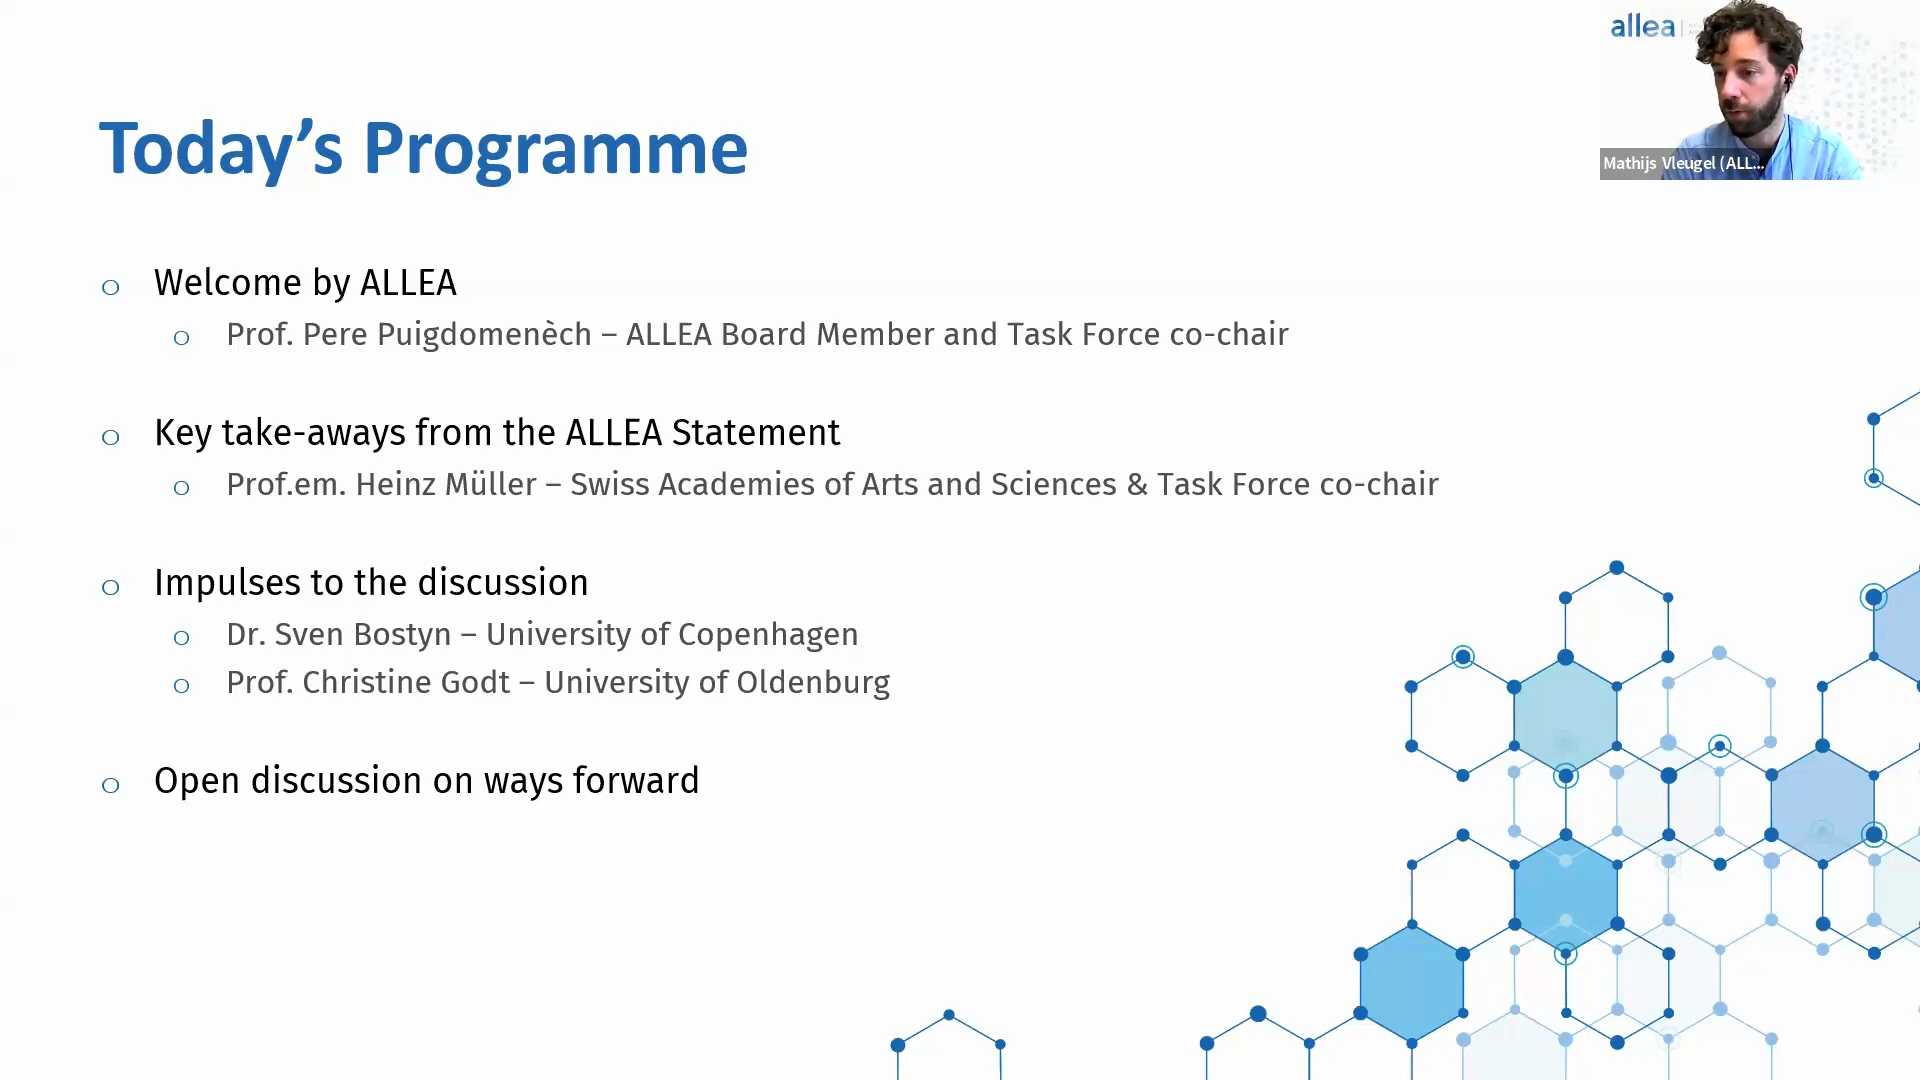 allea
Mathijs Vleugel (ALL...
Today’s Programme
Welcome by ALLEA
Prof. Pere Puigdomenèch – ALLEA Board Member and Task Force co-chair
Key take-aways from the ALLEA Statement
Prof.em. Heinz Müller – Swiss Academies of Arts and Sciences & Task Force co-chair
Impulses to the discussion
Dr. Sven Bostyn – University of Copenhagen
Prof. Christine Godt – University of Oldenburg
Open discussion on ways forward